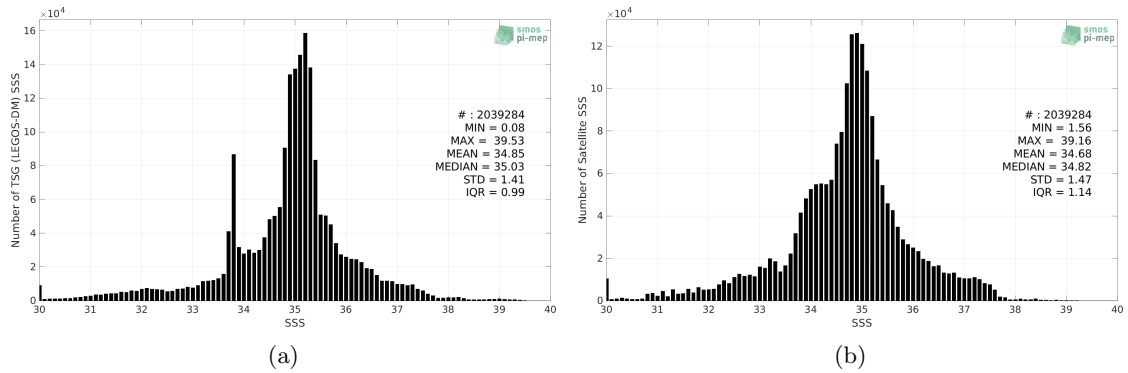 ×10⁴
smos
pi-mep
Number of TSG (LEGOS-DM) SSS
16
14
12
10
8
6
4
2
0
# : 2039284
MIN = 0.08
MAX = 39.53
MEAN = 34.85
MEDIAN = 35.03
STD = 1.41
IQR = 0.99
30 31 32 33 34 35 36 37 38 39 40
SSS
(a)
×10⁴
smos
pi-mep
Number of Satellite SSS
12
10
8
6
4
2
0
# : 2039284
MIN = 1.56
MAX = 39.16
MEAN = 34.68
MEDIAN = 34.82
STD = 1.47
IQR = 1.14
30 31 32 33 34 35 36 37 38 39 40
SSS
(b)